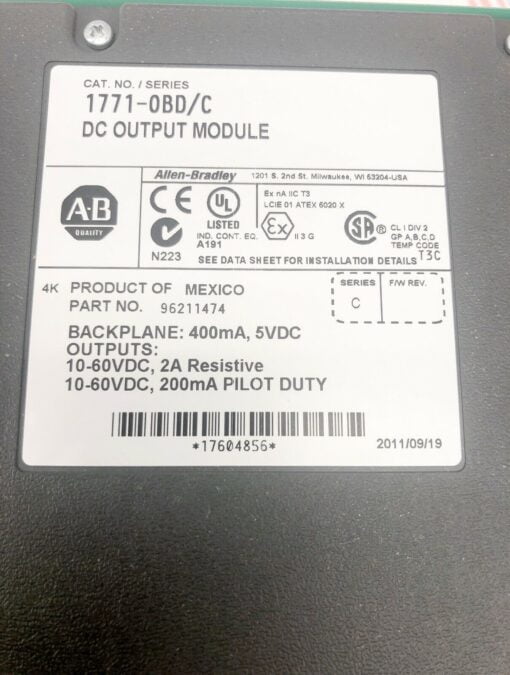 CAT. NO. / SERIES
1771-OBD/C
DC OUTPUT MODULE
Allen-Bradley
1201 S. 2nd St. Milwaukee, WI 53204-USA
A-B
QUALITY
CE
N223
UL
LISTED
IND. CONT. EQ.
A191
Ex nA IIC T3
LCIE 01 ATEX 6020 X
Ex
II 3 G
SA
CL I DIV 2
GP A,B,C,D
TEMP CODE
T3C
SEE DATA SHEET FOR INSTALLATION DETAILS
4K PRODUCT OF MEXICO
PART NO. 96211474
SERIES
C
F/W REV.
BACKPLANE: 400mA, 5VDC
OUTPUTS:
10-60VDC, 2A Resistive
10-60VDC, 200mA PILOT DUTY
*17604856*
2011/09/19